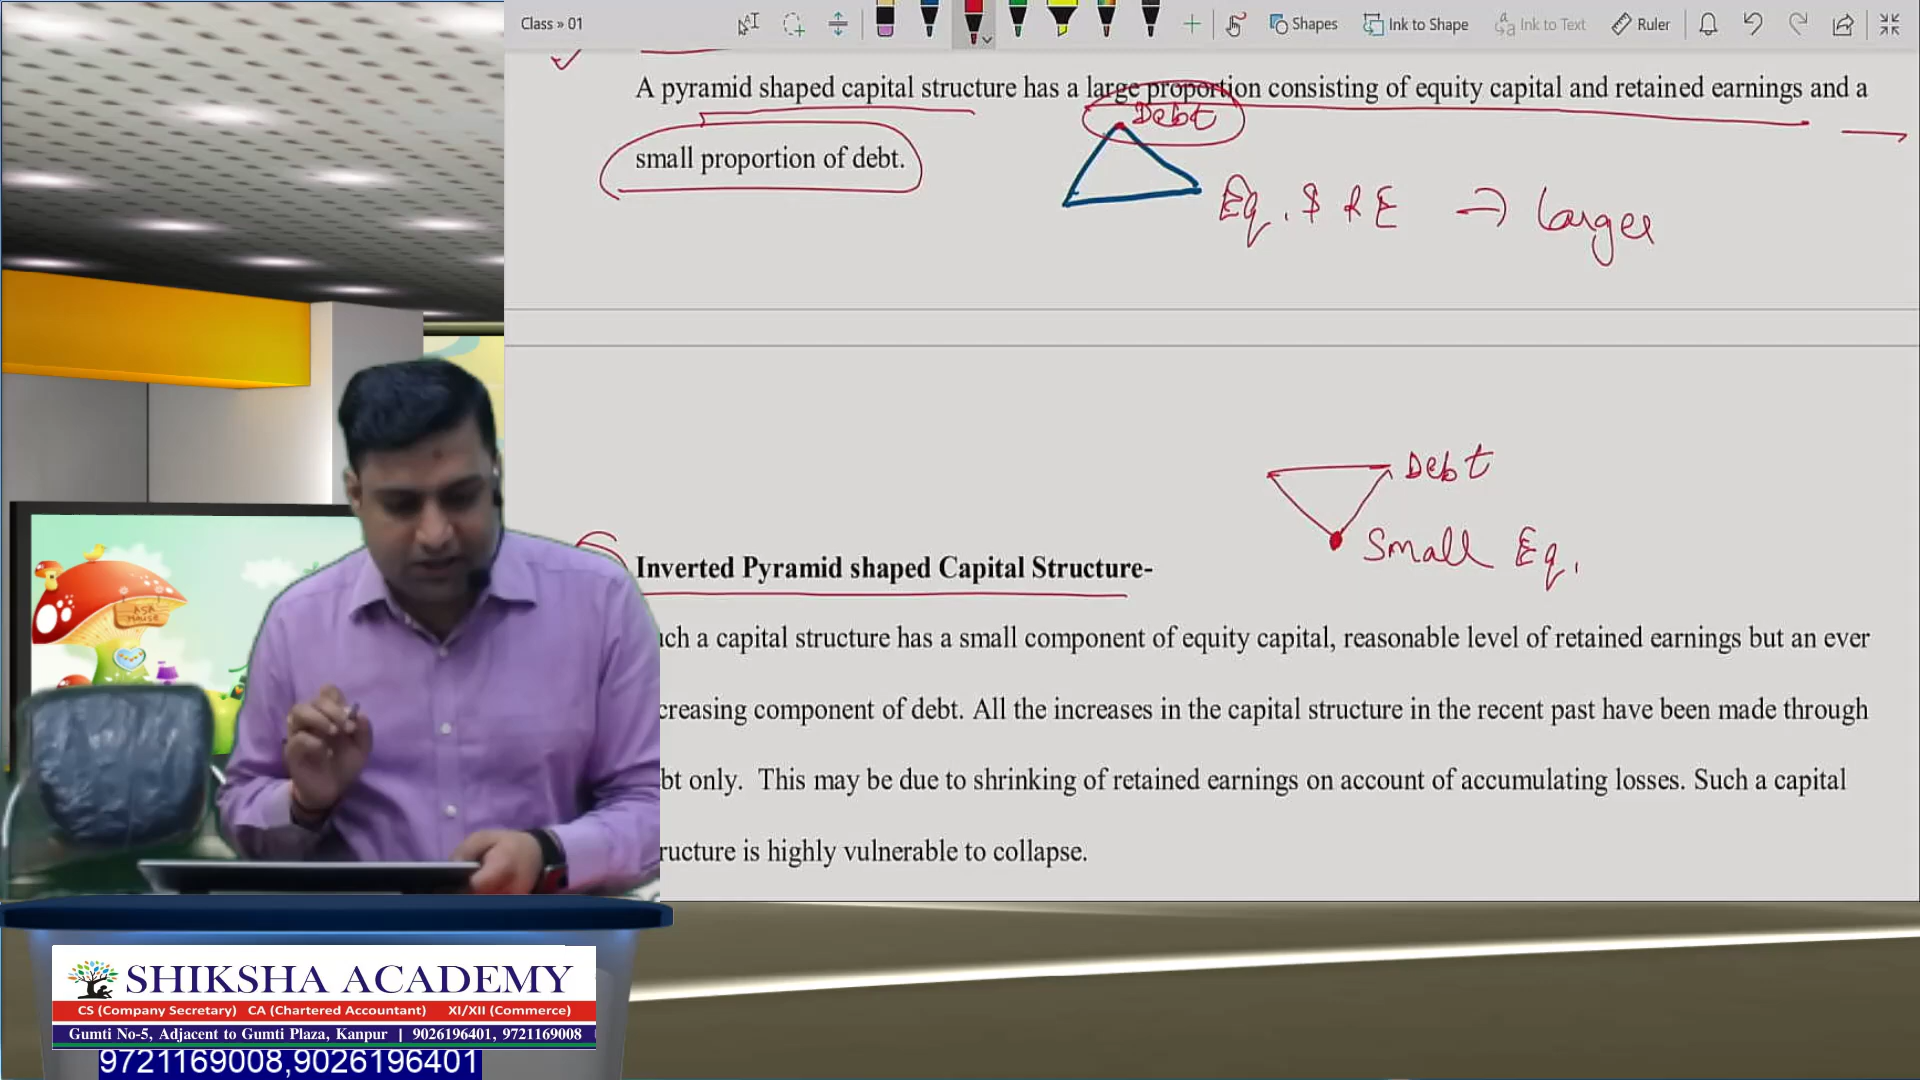 Class » 01
Shapes
Ink to Shape
Ink to Text
Ruler
A pyramid shaped capital structure has a large proportion consisting of equity capital and retained earnings and a
Debt
small proportion of debt.
Eq. $ RE ⇒ Larger
Debt
Small Eq.
Inverted Pyramid shaped Capital Structure-
uch a capital structure has a small component of equity capital, reasonable level of retained earnings but an ever
creasing component of debt. All the increases in the capital structure in the recent past have been made through
bt only. This may be due to shrinking of retained earnings on account of accumulating losses. Such a capital
ructure is highly vulnerable to collapse.
SHIKSHA ACADEMY
CS (Company Secretary) CA (Chartered Accountant) XI/XII (Commerce)
Gumti No-5, Adjacent to Gumti Plaza, Kanpur | 9026196401, 9721169008
9721169008,9026196401